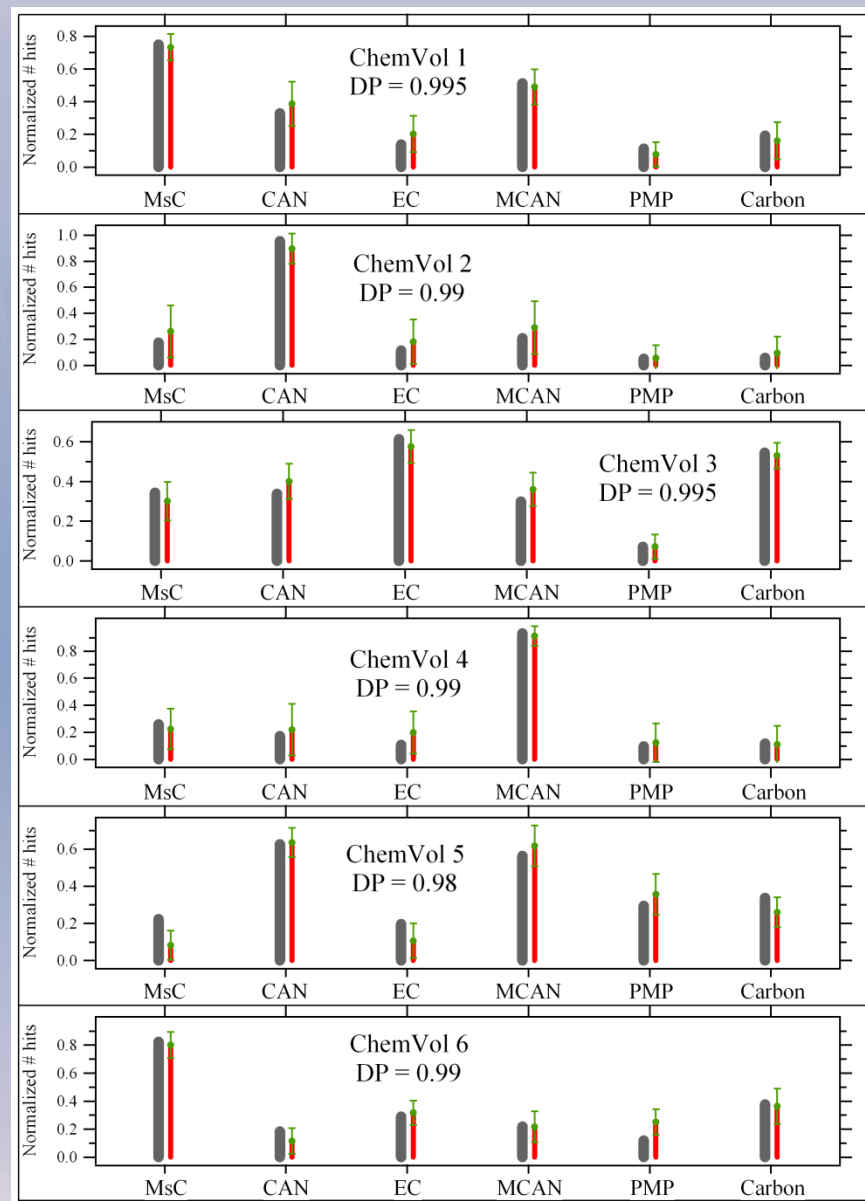 Normalized # hits
0.8
0.6
0.4
0.2
0.0
ChemVol 1
DP = 0.995
MsC CAN EC MCAN PMP Carbon
Normalized # hits
1.0
0.8
0.6
0.4
0.2
0.0
ChemVol 2
DP = 0.99
MsC CAN EC MCAN PMP Carbon
Normalized # hits
0.6
0.4
0.2
0.0
ChemVol 3
DP = 0.995
MsC CAN EC MCAN PMP Carbon
Normalized # hits
0.8
0.6
0.4
0.2
0.0
ChemVol 4
DP = 0.99
MsC CAN EC MCAN PMP Carbon
Normalized # hits
0.6
0.4
0.2
0.0
ChemVol 5
DP = 0.98
MsC CAN EC MCAN PMP Carbon
Normalized # hits
0.8
0.6
0.4
0.2
0.0
ChemVol 6
DP = 0.99
MsC CAN EC MCAN PMP Carbon